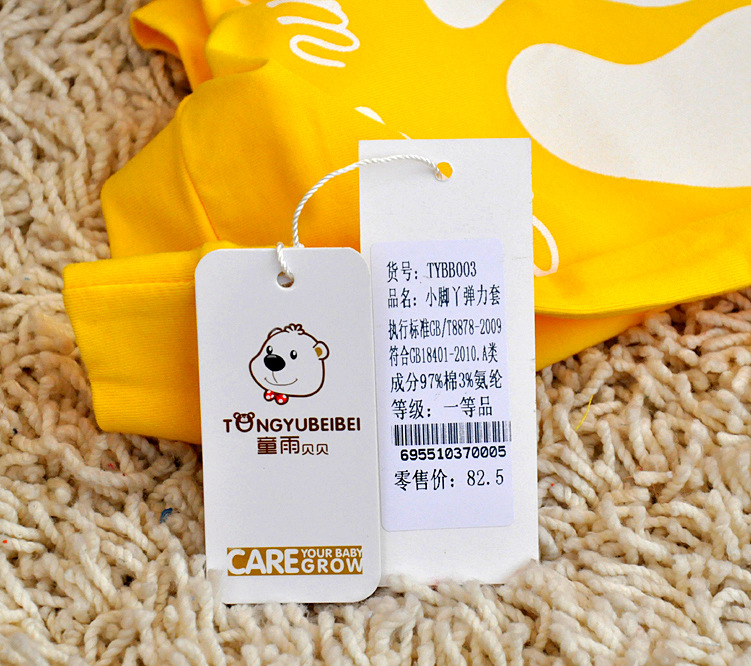 TONGYUBEIBEI
童雨贝贝
CARE YOUR BABY
GROW
货号: TYBB003
品名: 小脚丫弹力套
执行标准GB/T8878-2009
符合GB18401-2010.A类
成分97%棉3%氨纶
等级: 一等品
695510370005
零售价: 82.5